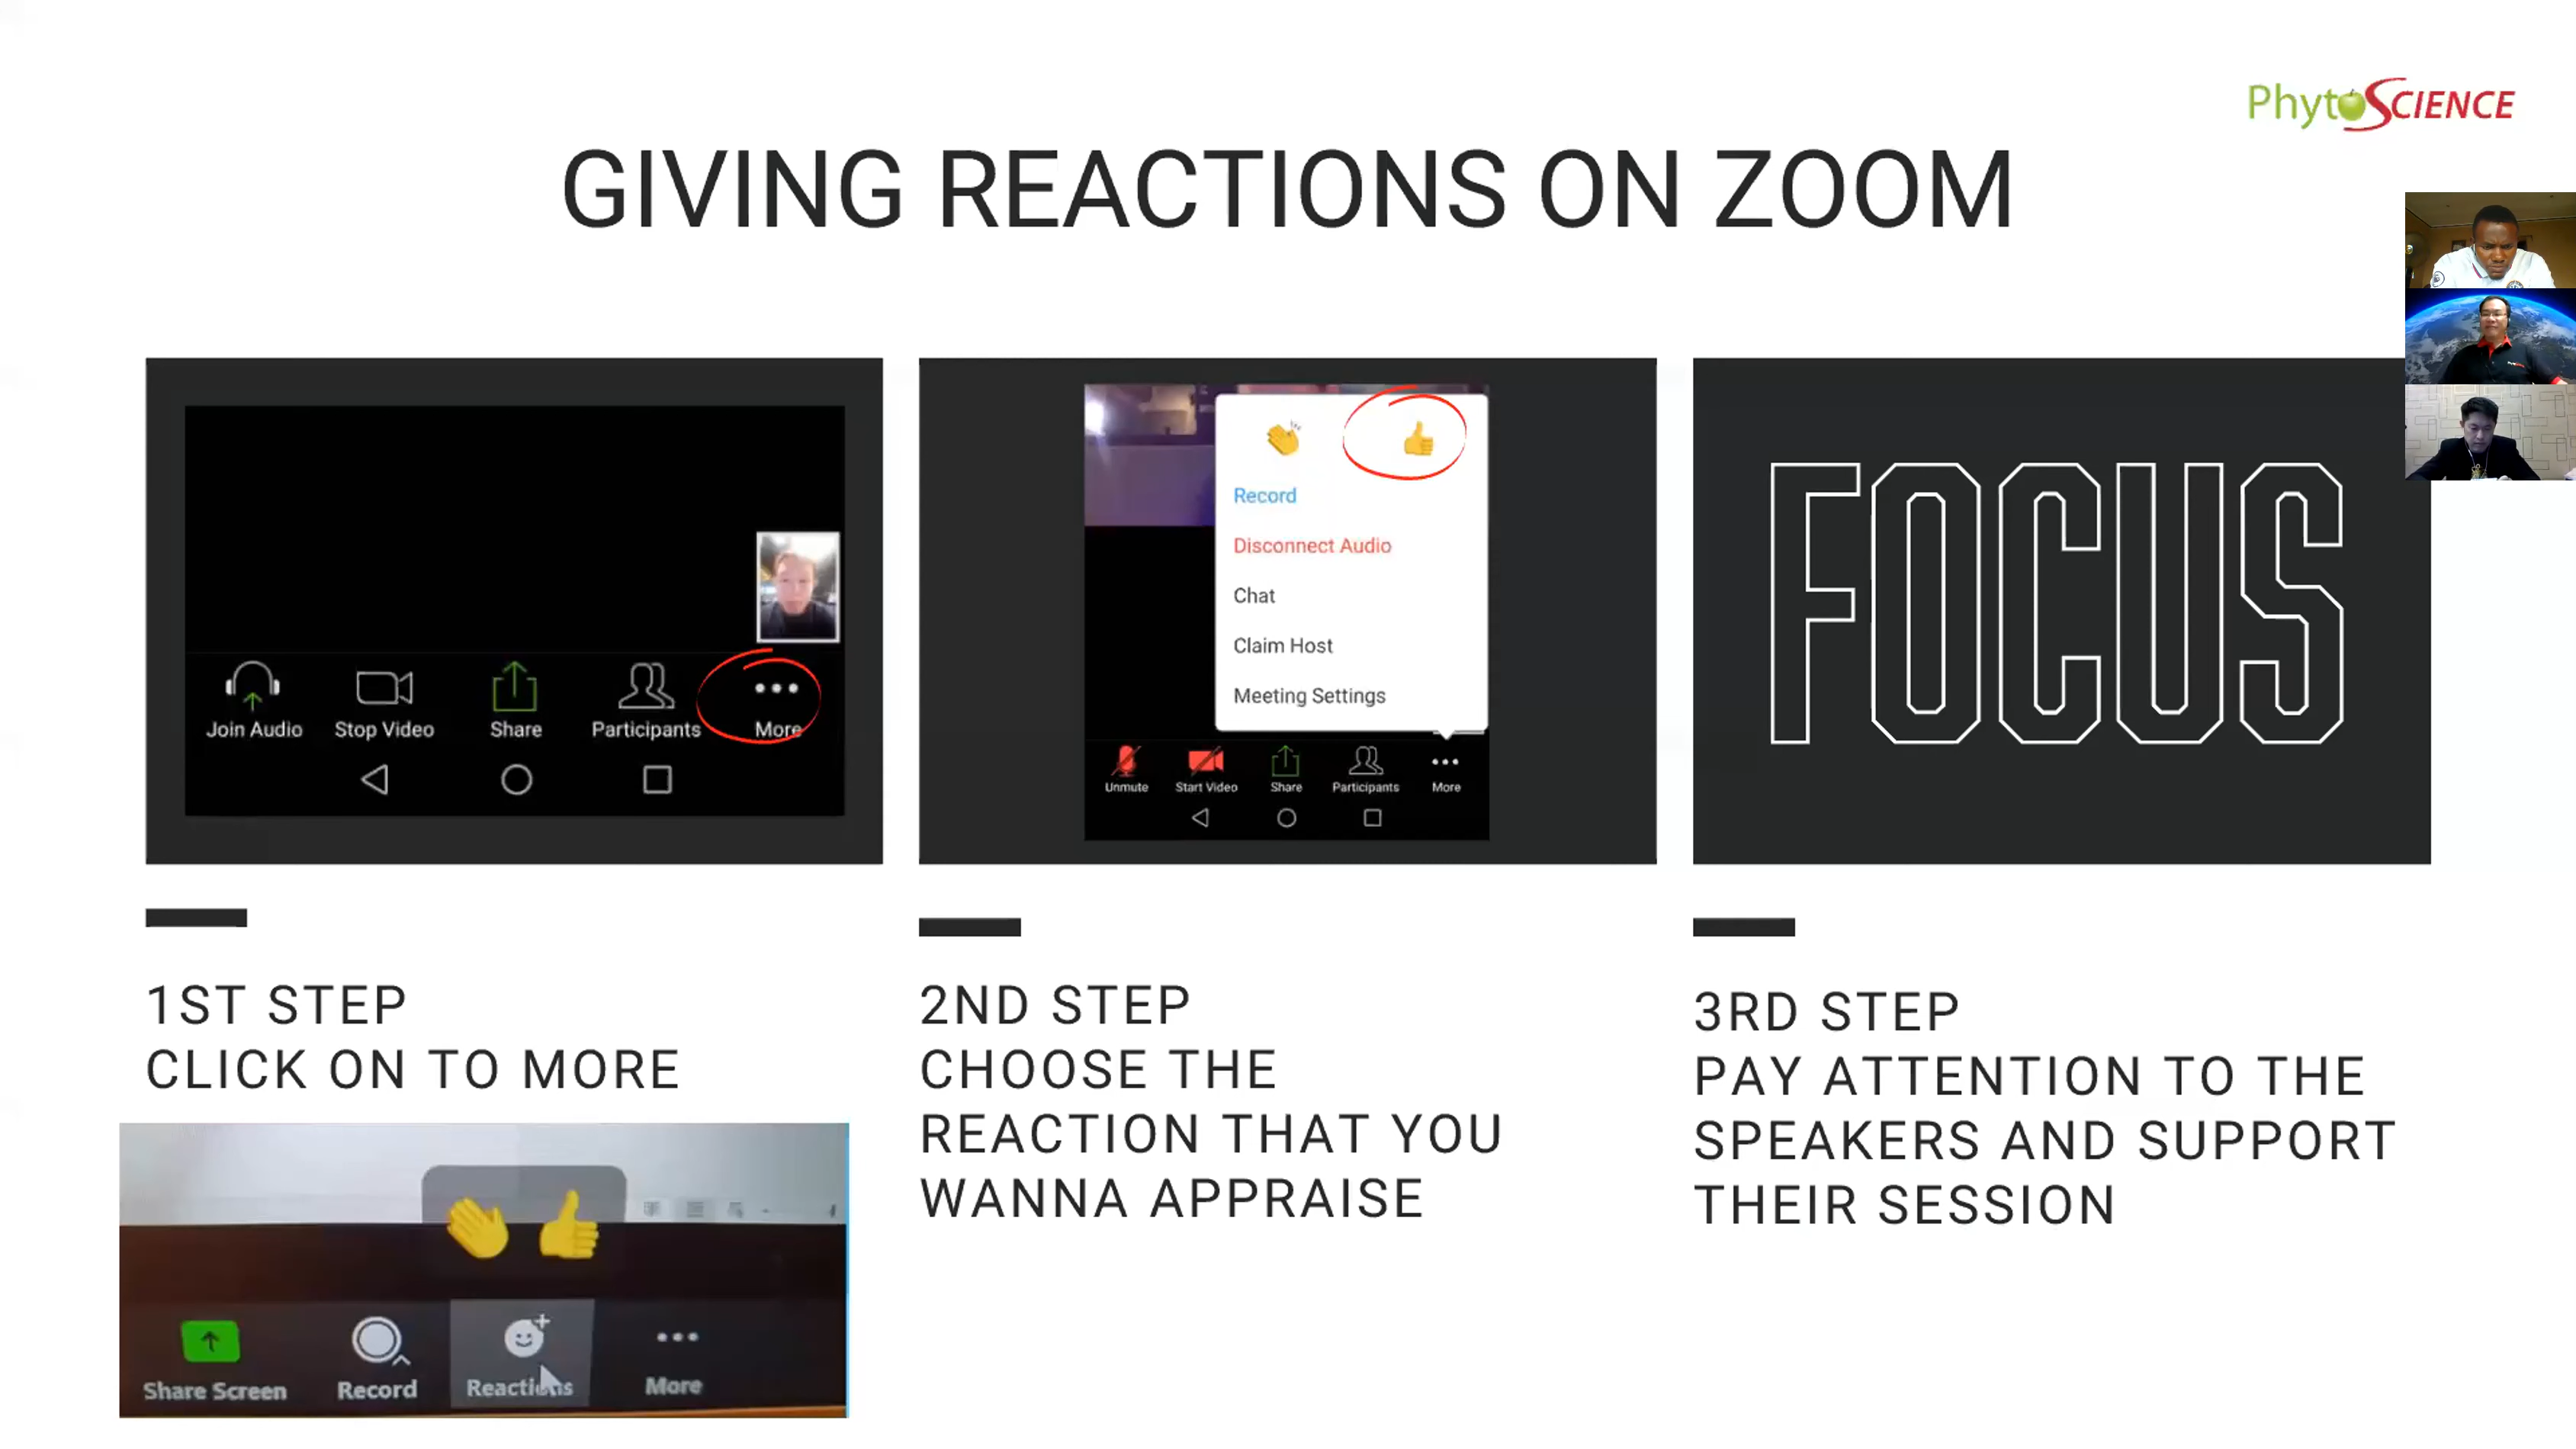 PhytoSCIENCE
GIVING REACTIONS ON ZOOM
Join Audio
Stop Video
Share
Participants
More
Record
Disconnect Audio
Chat
Claim Host
Meeting Settings
Unmute
Start Video
Share
Participants
More
FOCUS
1ST STEP
CLICK ON TO MORE
Share Screen
Record
Reactions
More
2ND STEP
CHOOSE THE
REACTION THAT YOU
WANNA APPRAISE
3RD STEP
PAY ATTENTION TO THE
SPEAKERS AND SUPPORT
THEIR SESSION